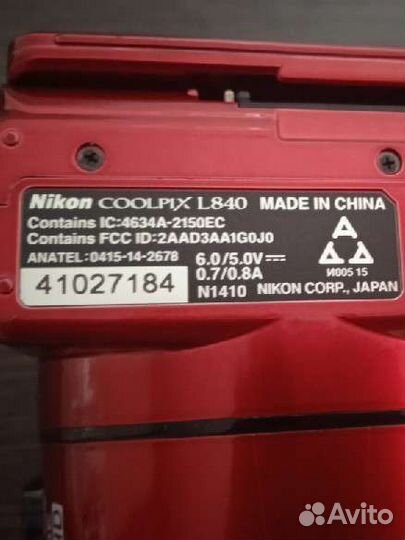 Nikon COOLPIX L840 MADE IN CHINA
Contains IC:4634A-2150EC
Contains FCC ID:2AAD3AA1G0J0
ANATEL:0415-14-2678
6.0/5.0V
0.7/0.8A
И005 15
41027184
N1410 NIKON CORP., JAPAN
Avito